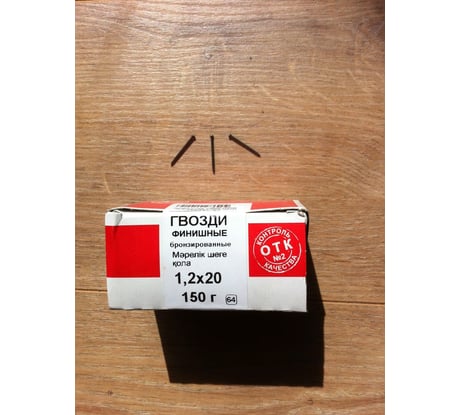 ГВОЗДИ
ФИНИШНЫЕ
бронзированные
Мәрелік шеге
қола
1,2х20
150 г
64
КОНТРОЛЬ
ОТК
№2
КАЧЕСТВА